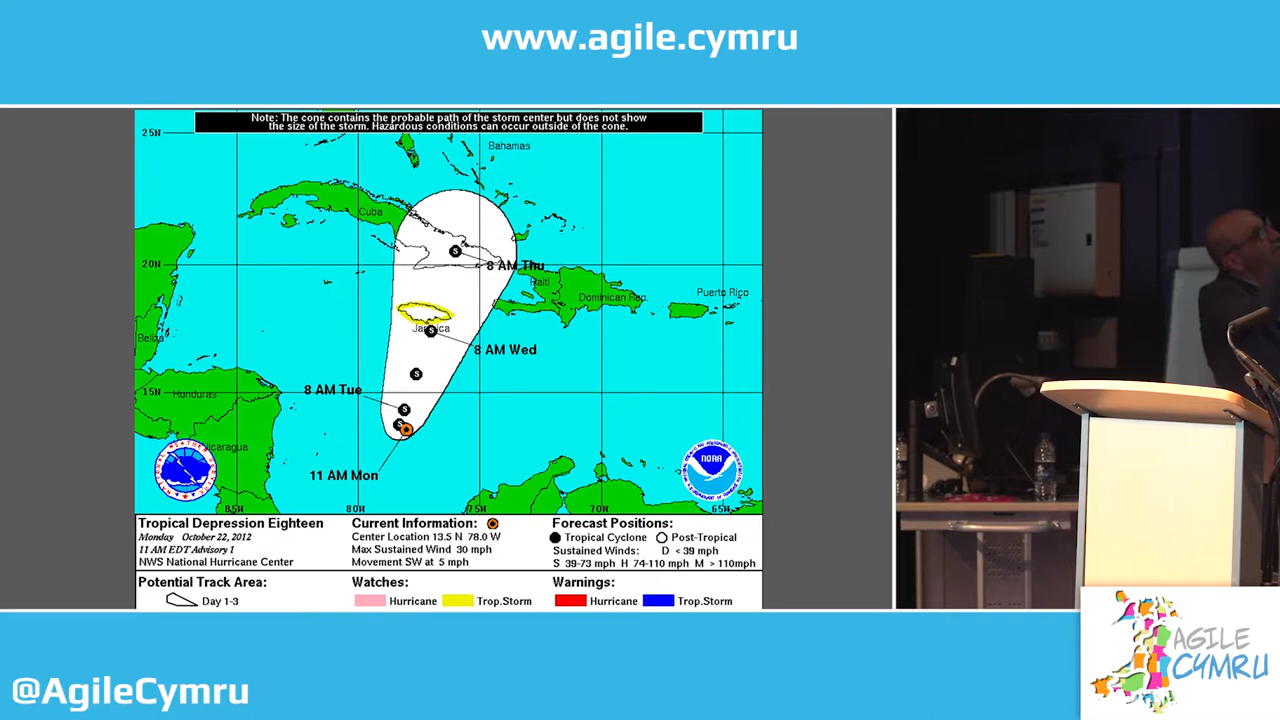 www.agile.cymru
Note: The cone contains the probable path of the storm center but does not show
the size of the storm. Hazardous conditions can occur outside of the cone.
25N
Bahamas
Cuba
20N
8 AM Thu
Haiti
Dominican Rep.
Puerto Rico
Jamaica
Belize
8 AM Wed
8 AM Tue
15N
Honduras
Nicaragua
11 AM Mon
NOAA
85W
80W
75W
70W
65W
Tropical Depression Eighteen
Monday October 22, 2012
11 AM EDT Advisory 1
NWS National Hurricane Center
Current Information:
Center Location 13.5 N 78.0 W
Max Sustained Wind 30 mph
Movement SW at 5 mph
Forecast Positions:
Tropical Cyclone Post-Tropical
Sustained Winds: D < 39 mph
S 39-73 mph H 74-110 mph M > 110mph
Potential Track Area:
Day 1-3
Watches:
Hurricane Trop.Storm
Warnings:
Hurricane Trop.Storm
@AgileCymru
AGILE
CYMRU